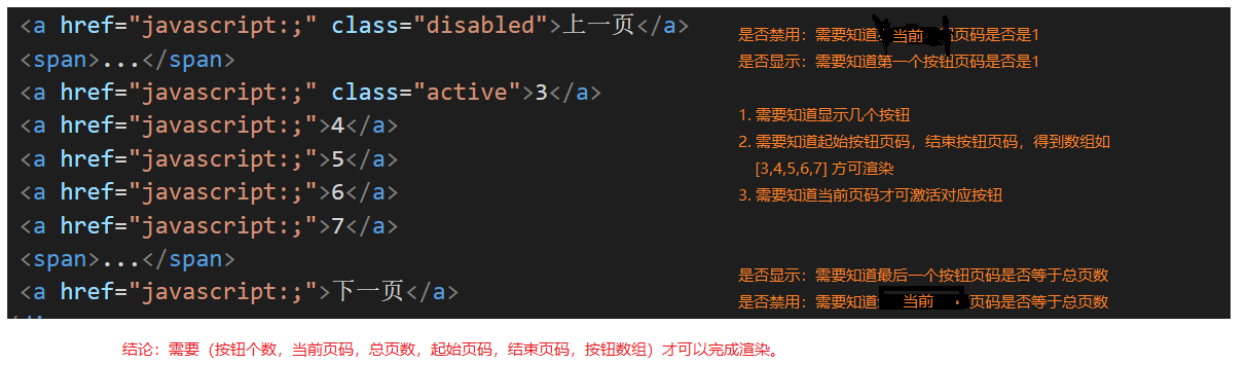 <a href="javascript:;" class="disabled">上一页</a>
是否禁用：需要知道当前页码是否是1
<span>...</span>
是否显示：需要知道第一个按钮页码是否是1
<a href="javascript:;" class="active">3</a>
<a href="javascript:;">4</a>
<a href="javascript:;">5</a>
<a href="javascript:;">6</a>
<a href="javascript:;">7</a>
1. 需要知道显示几个按钮
2. 需要知道起始按钮页码，结束按钮页码，得到数组如
[3,4,5,6,7] 方可渲染
3. 需要知道当前页码才可激活对应按钮
<span>...</span>
是否显示：需要知道最后一个按钮页码是否等于总页数
<a href="javascript:;">下一页</a>
是否禁用：需要知道当前页码是否等于总页数
结论：需要（按钮个数，当前页码，总页数，起始页码，结束页码，按钮数组）才可以完成渲染。